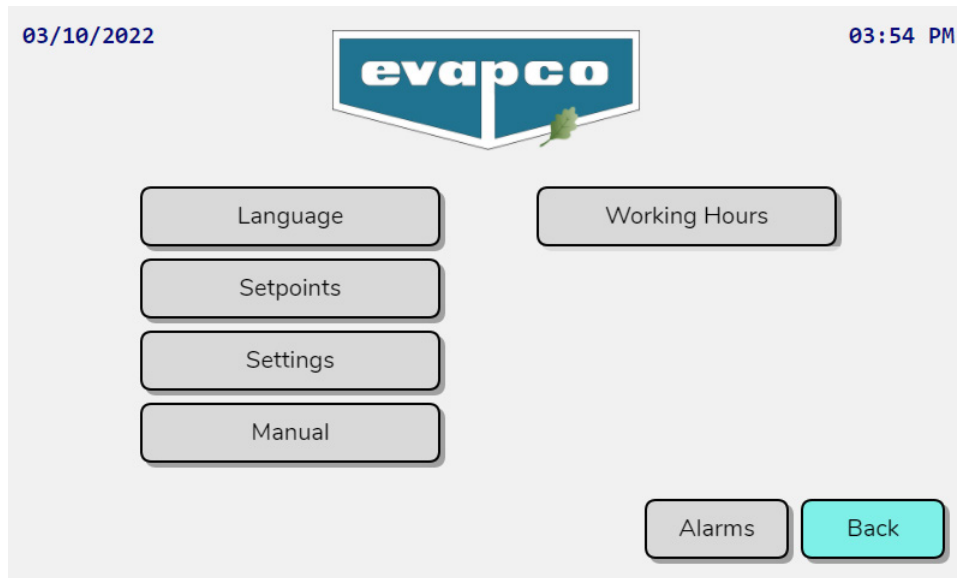 03/10/2022
03:54 PM
evapco
Language
Working Hours
Setpoints
Settings
Manual
Alarms
Back